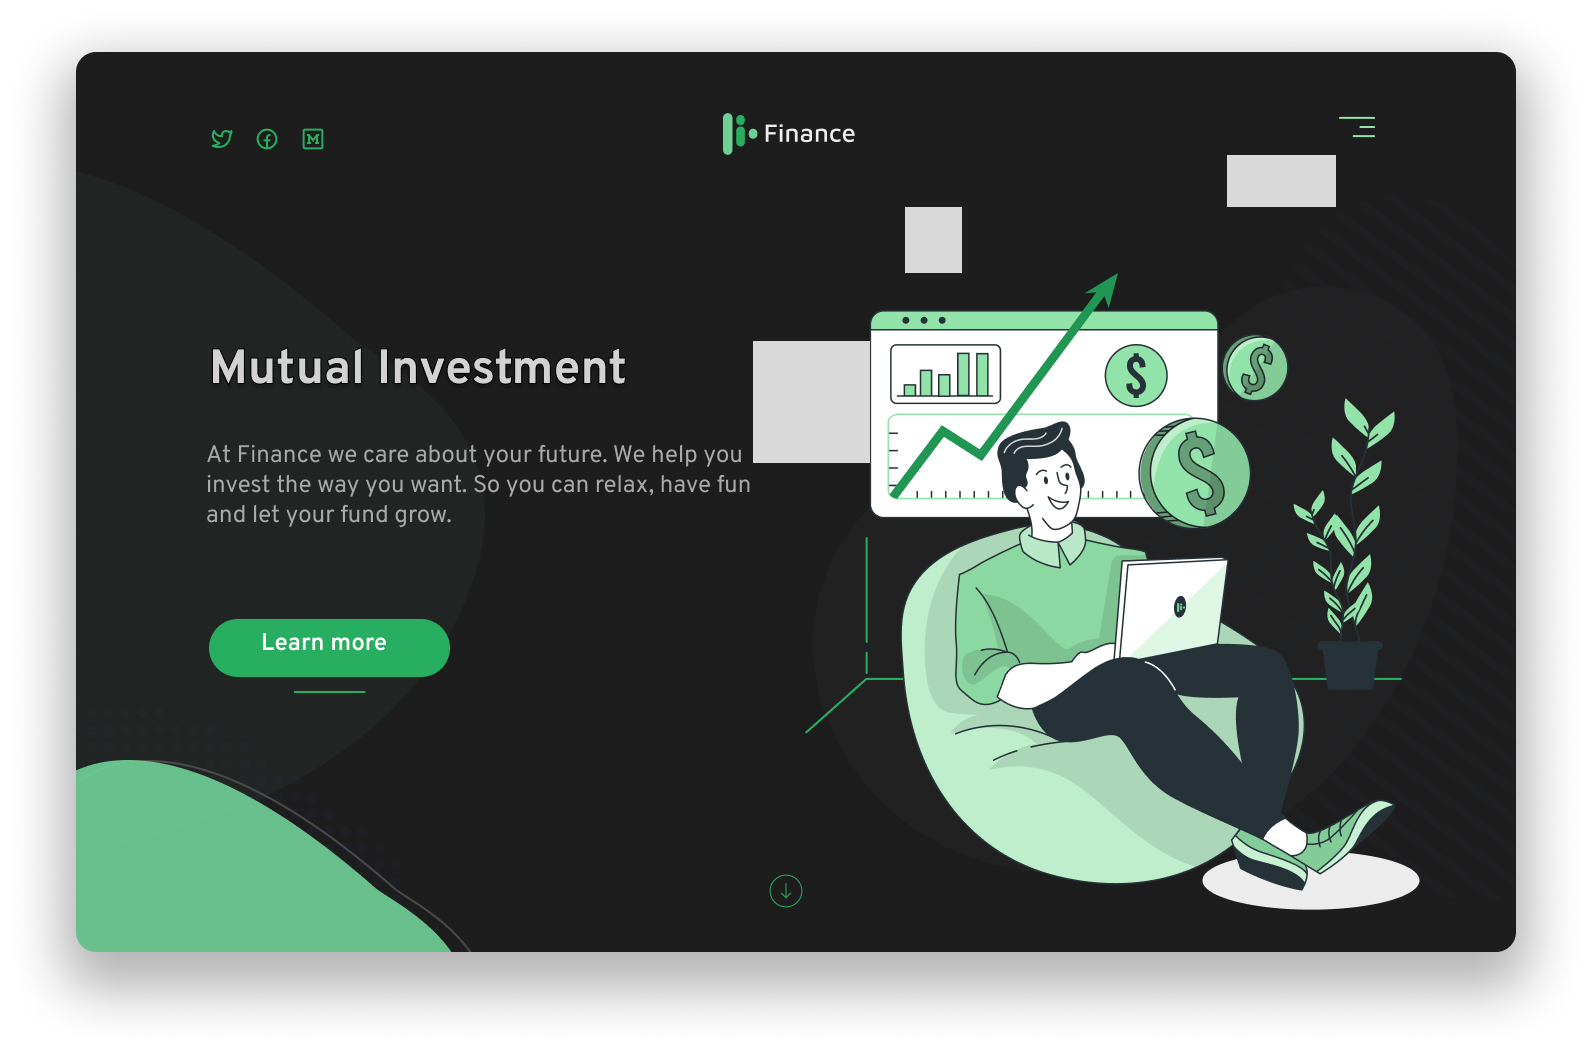 Finance
Mutual Investment
At Finance we care about your future. We help you
invest the way you want. So you can relax, have fun
and let your fund grow.
Learn more